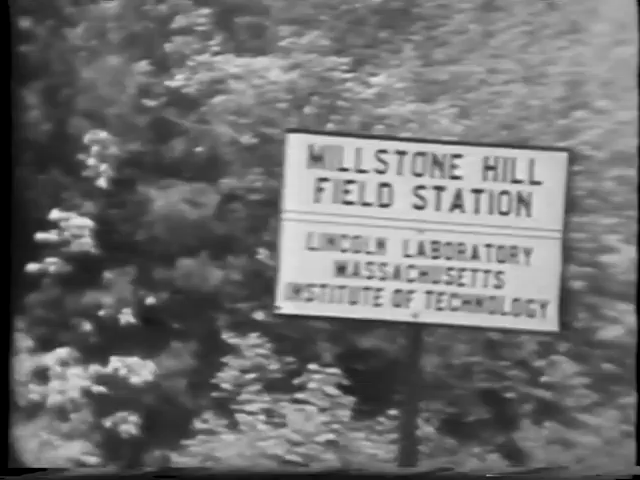 MILLSTONE HILL
FIELD STATION
LINCOLN LABORATORY
MASSACHUSETTS
INSTITUTE OF TECHNOLOGY